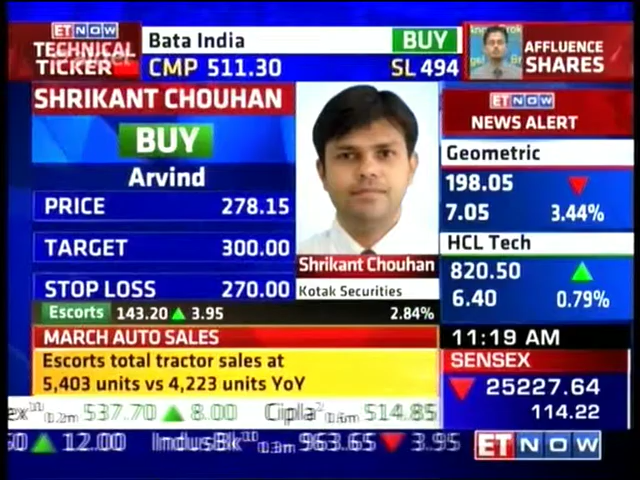 ET NOW
TECHNICAL
TICKER
Bata India
BUY
CMP 511.30
SL 494
AFFLUENCE
SHARES
SHRIKANT CHOUHAN
BUY
Arvind
PRICE 278.15
TARGET 300.00
STOP LOSS 270.00
Shrikant Chouhan
Kotak Securities
ET NOW
NEWS ALERT
Geometric
198.05
7.05 3.44%
HCL Tech
820.50
6.40 0.79%
Escorts 143.20 ▲ 3.95 2.84%
MARCH AUTO SALES
Escorts total tractor sales at
5,403 units vs 4,223 units YoY
11:19 AM
SENSEX
▼ 25227.64
114.22
537.70 ▲ 8.00 Cipla 514.85
▲ 12.00 IndusBk 963.65 ▼ 3.95
ET NOW